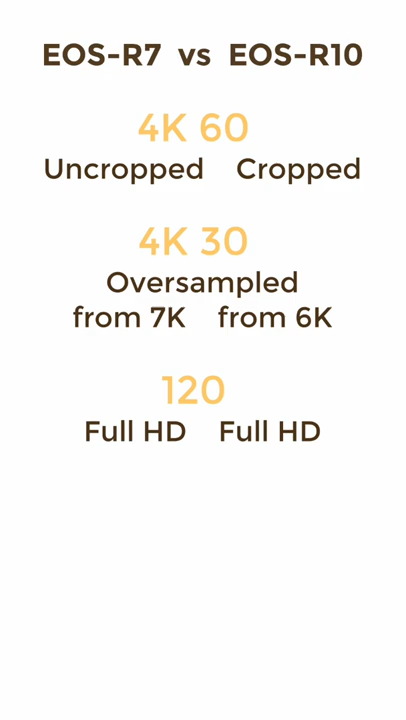 EOS-R7 vs EOS-R10
4K 60
Uncropped Cropped
4K 30
Oversampled
from 7K from 6K
120
Full HD Full HD